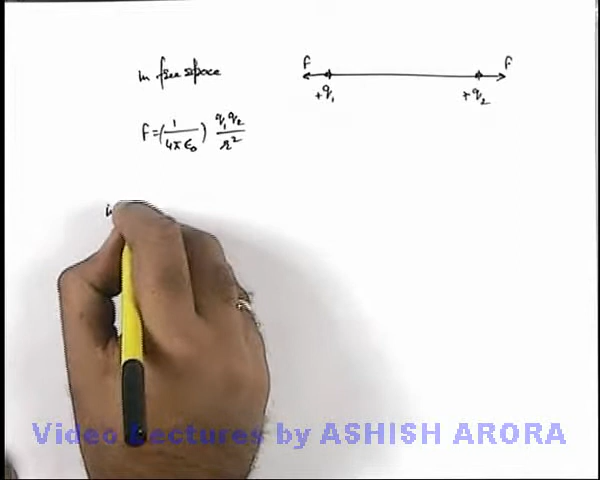 in free space
F F
+q₁ +q₂
F = (1/4πϵ₀) q₁q₂/r²
i
Video Lectures by ASHISH ARORA